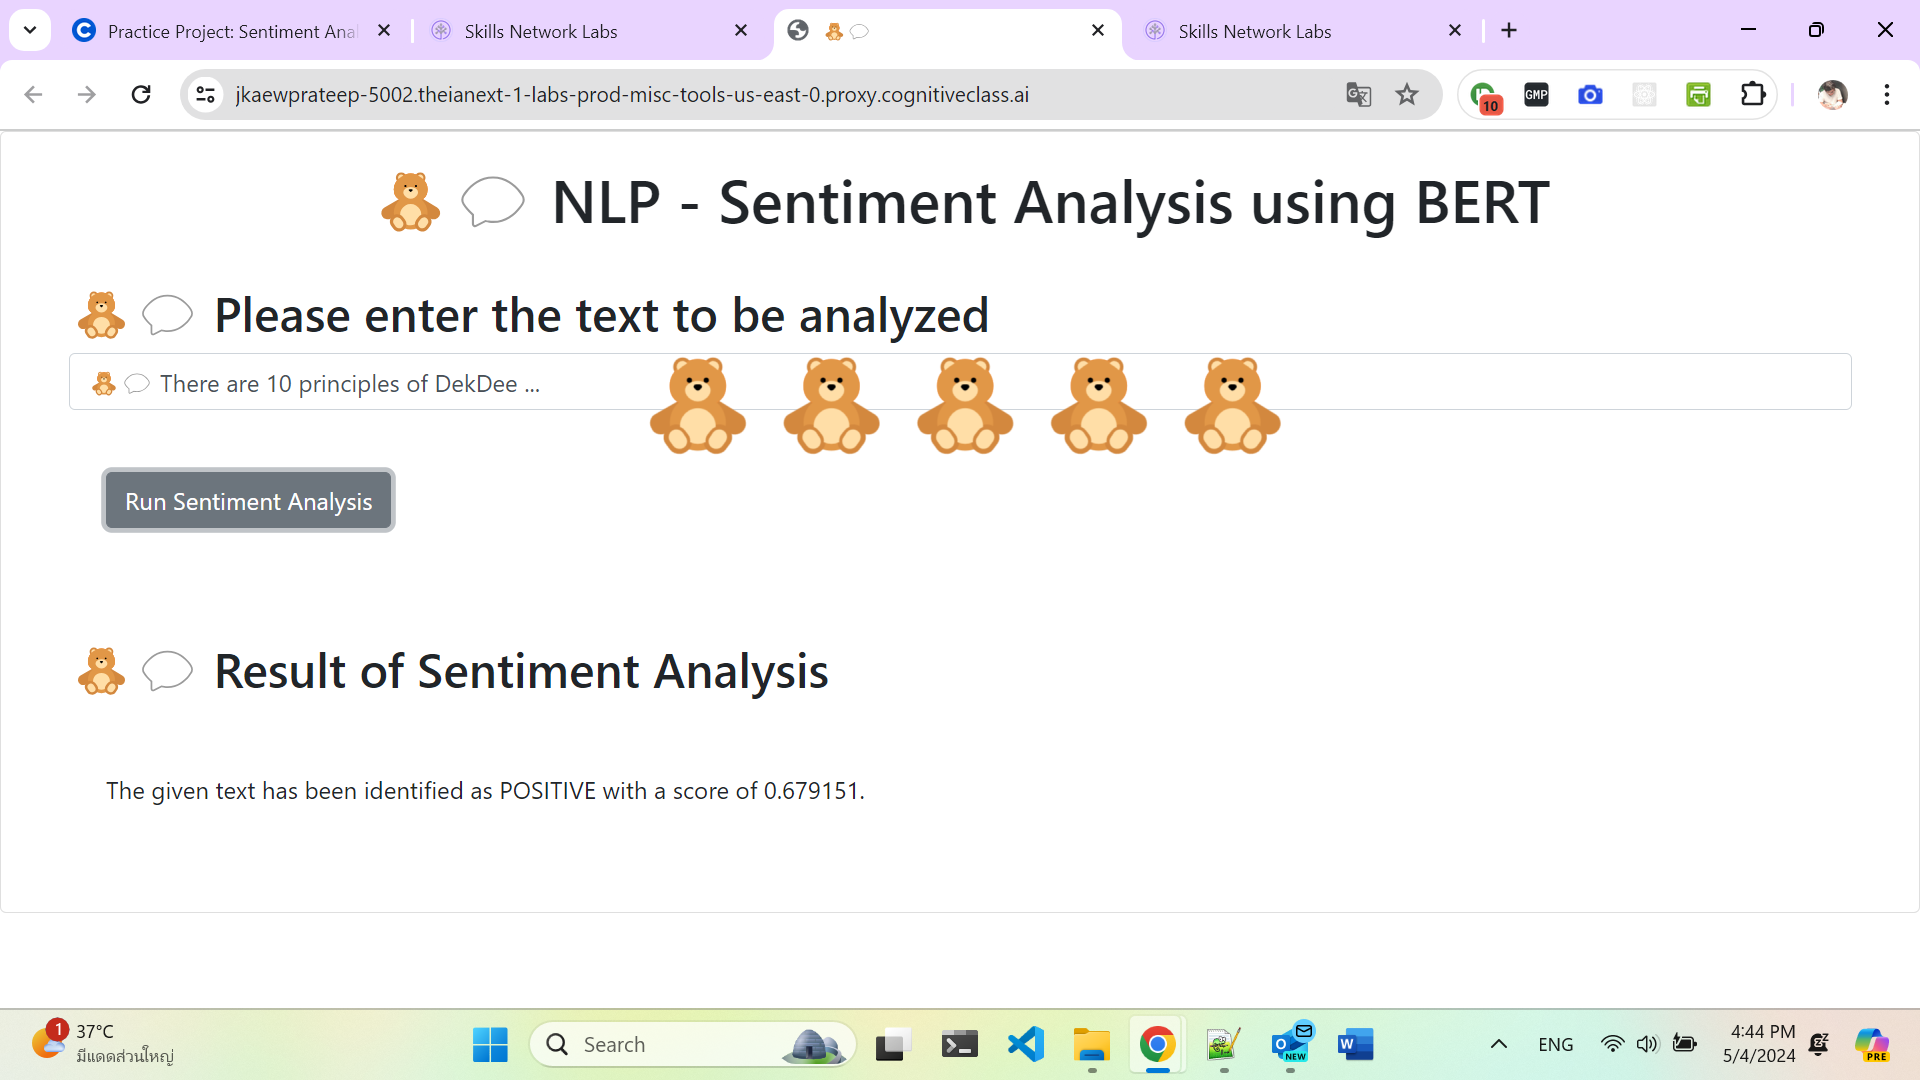 Practice Project: Sentiment Anal
Skills Network Labs
Skills Network Labs
jkaewprateep-5002.theianext-1-labs-prod-misc-tools-us-east-0.proxy.cognitiveclass.ai
10
GMP
NLP - Sentiment Analysis using BERT
Please enter the text to be analyzed
There are 10 principles of DekDee ...
Run Sentiment Analysis
Result of Sentiment Analysis
The given text has been identified as POSITIVE with a score of 0.679151.
1
37°C
มีแดดส่วนใหญ่
Search
NEW
ENG
4:44 PM
5/4/2024
PRE